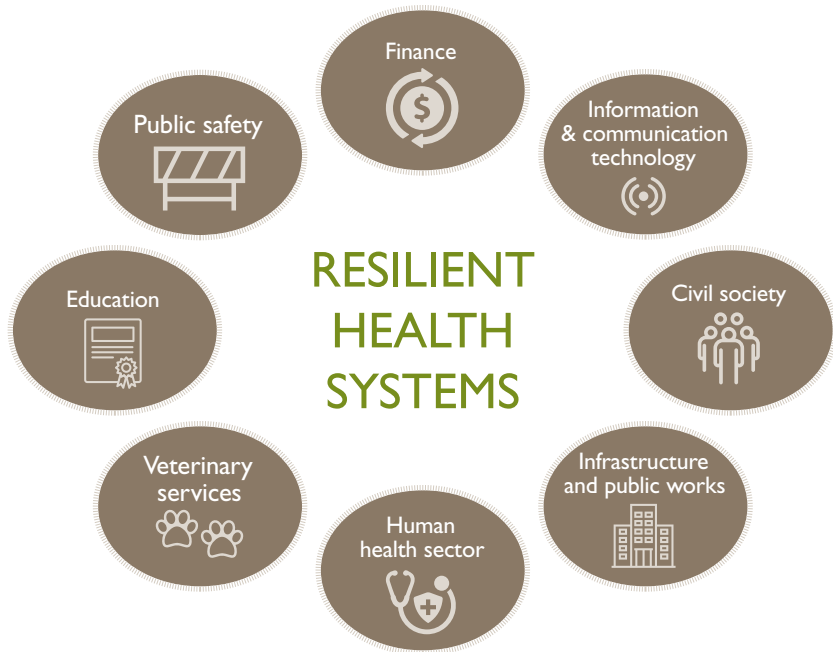 Finance
$
Information
& communication
technology
Civil society
Infrastructure
and public works
Human
health sector
Veterinary
services
Education
Public safety
RESILIENT
HEALTH
SYSTEMS